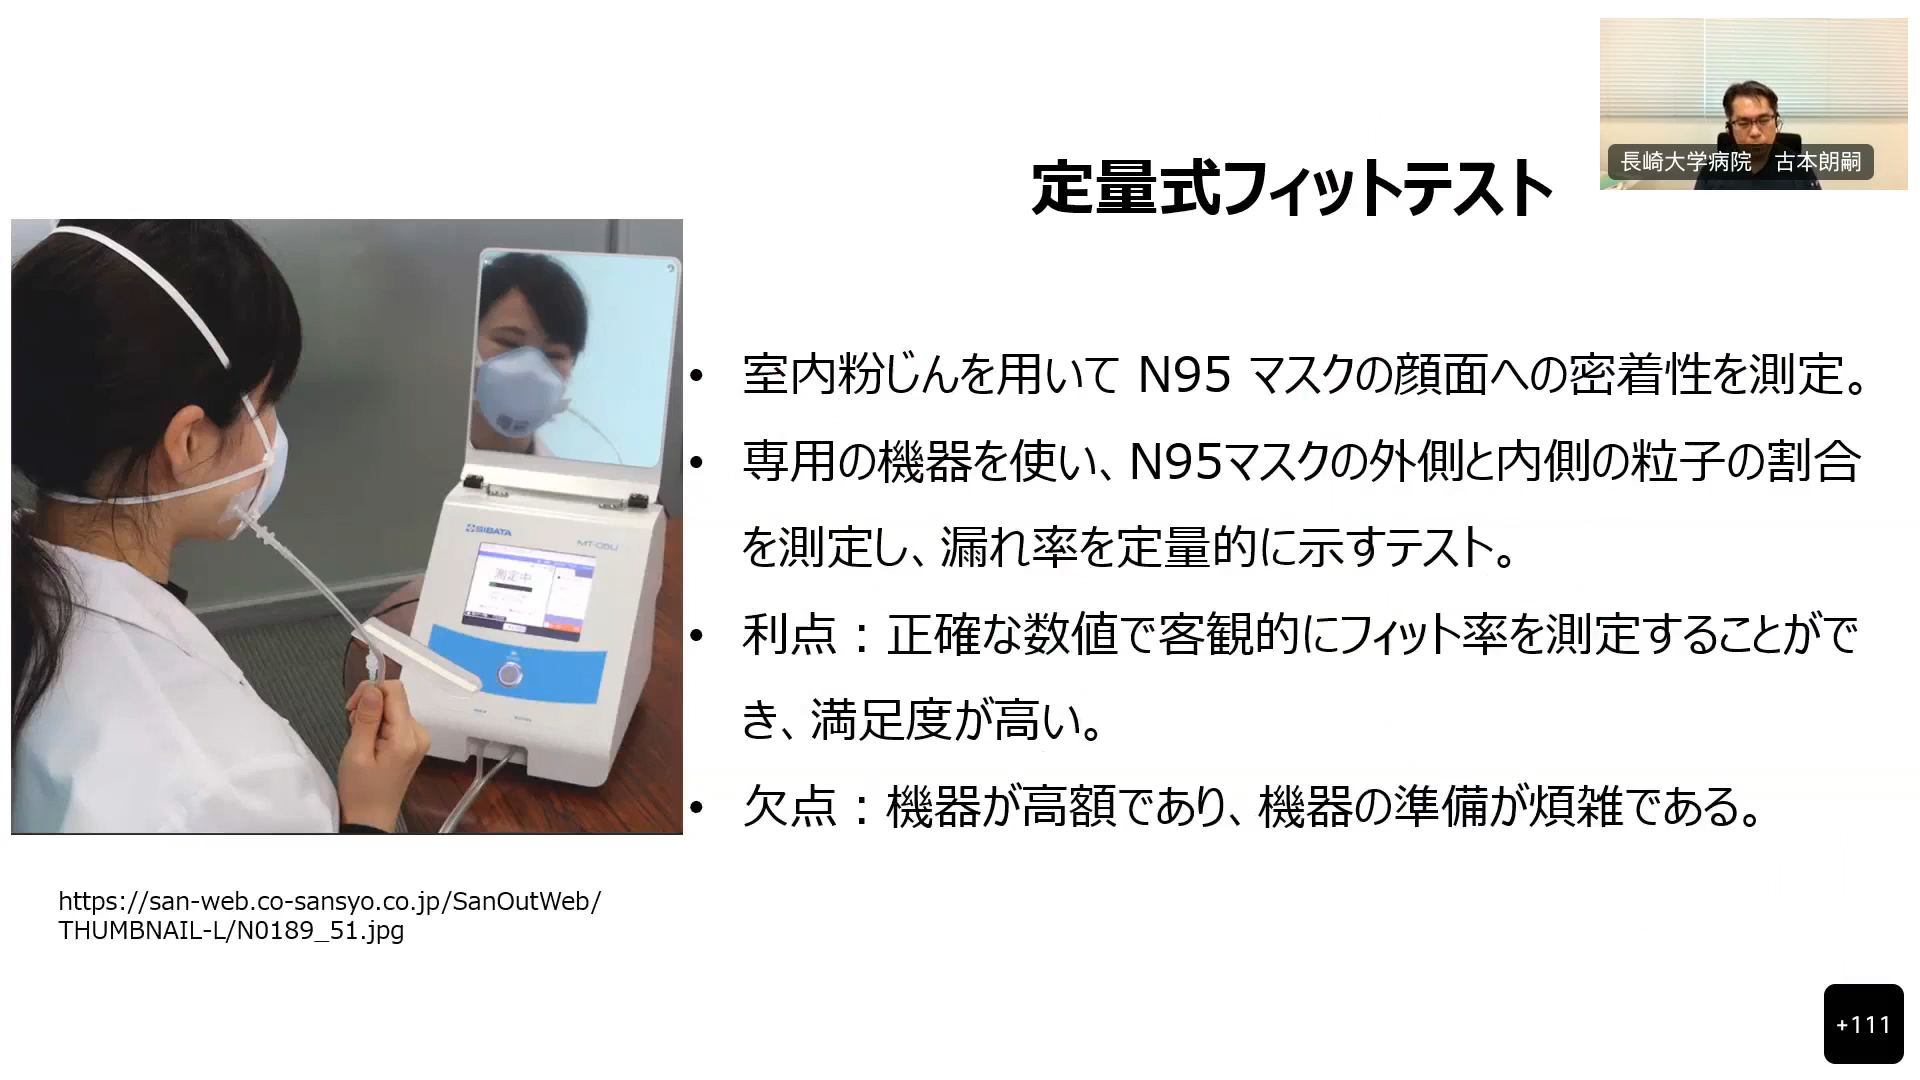 長崎大学病院　古本朗嗣
定量式フィットテスト
• 室内粉じんを用いて N95 マスクの顔面への密着性を測定。
• 専用の機器を使い、N95マスクの外側と内側の粒子の割合
を測定し、漏れ率を定量的に示すテスト。
• 利点：正確な数値で客観的にフィット率を測定することがで
き、満足度が高い。
• 欠点：機器が高額であり、機器の準備が煩雑である。
SIBATA
測定中
https://san-web.co-sansyo.co.jp/SanOutWeb/
THUMBNAIL-L/N0189_51.jpg
+111